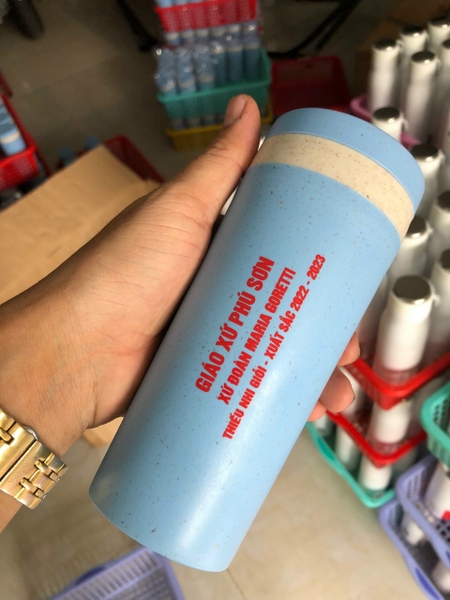 GIÁO XỨ PHÚ SƠN
XỨ ĐOÀN MARIA GORETTI
THIẾU NHI GIỎI - XUẤT SẮC 2022 - 2023